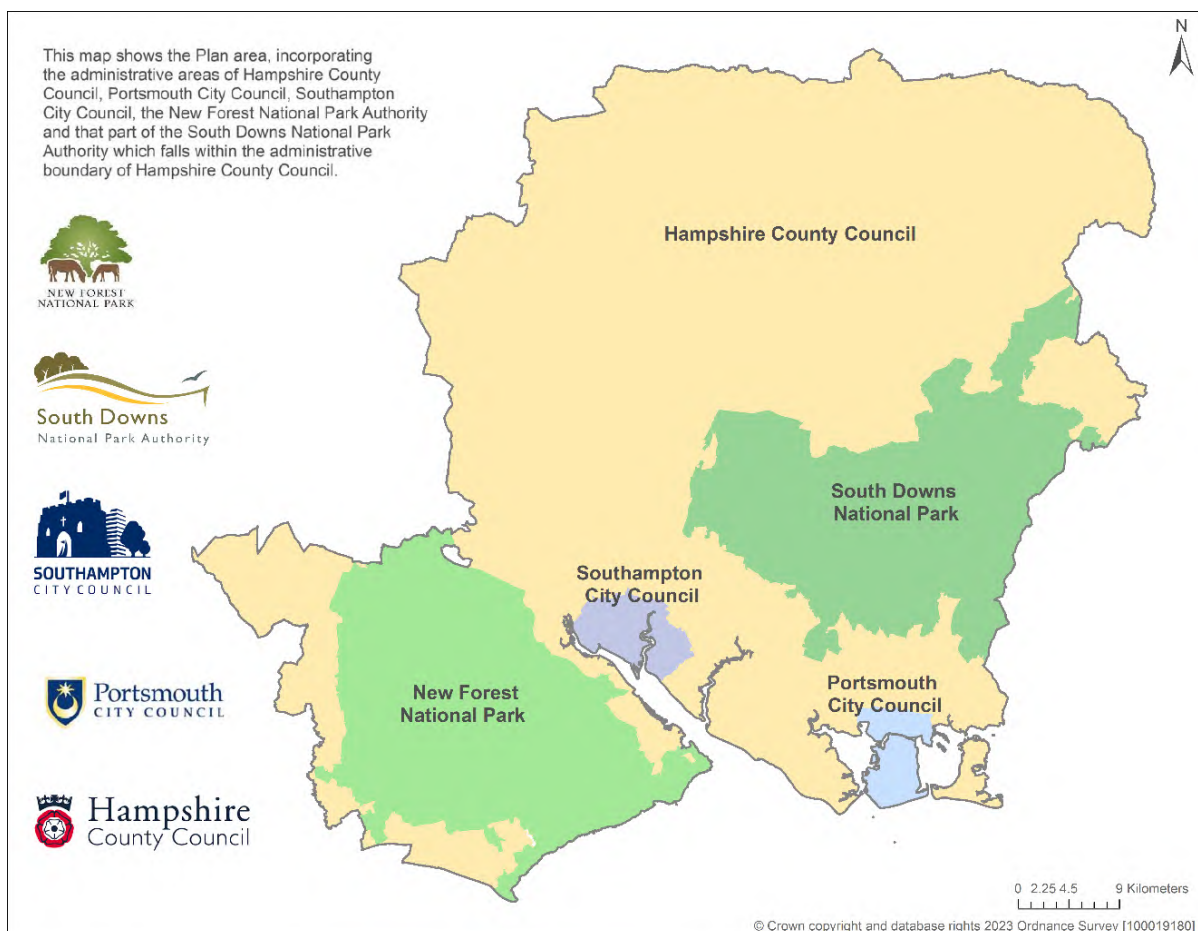 This map shows the Plan area, incorporating
the administrative areas of Hampshire County
Council, Portsmouth City Council, Southampton
City Council, the New Forest National Park Authority
and that part of the South Downs National Park
Authority which falls within the administrative
boundary of Hampshire County Council.
N
NEW FOREST
NATIONAL PARK
South Downs
National Park Authority
SOUTHAMPTON
CITY COUNCIL
Portsmouth
CITY COUNCIL
Hampshire
County Council
Hampshire County Council
South Downs
National Park
Southampton
City Council
New Forest
National Park
Portsmouth
City Council
0 2.25 4.5 9 Kilometers
© Crown copyright and database rights 2023 Ordnance Survey [100019180]